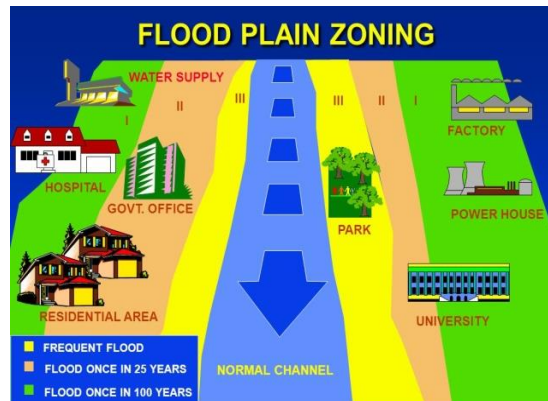 FLOOD PLAIN ZONING
WATER SUPPLY
I
II
III
III
II
I
FACTORY
HOSPITAL
GOVT. OFFICE
PARK
POWER HOUSE
RESIDENTIAL AREA
UNIVERSITY
FREQUENT FLOOD
FLOOD ONCE IN 25 YEARS
FLOOD ONCE IN 100 YEARS
NORMAL CHANNEL